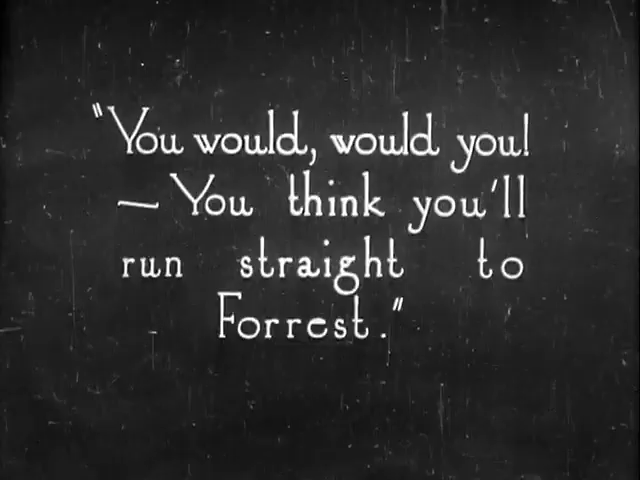 "You would, would you!
— You think you'll
run straight to
Forrest."